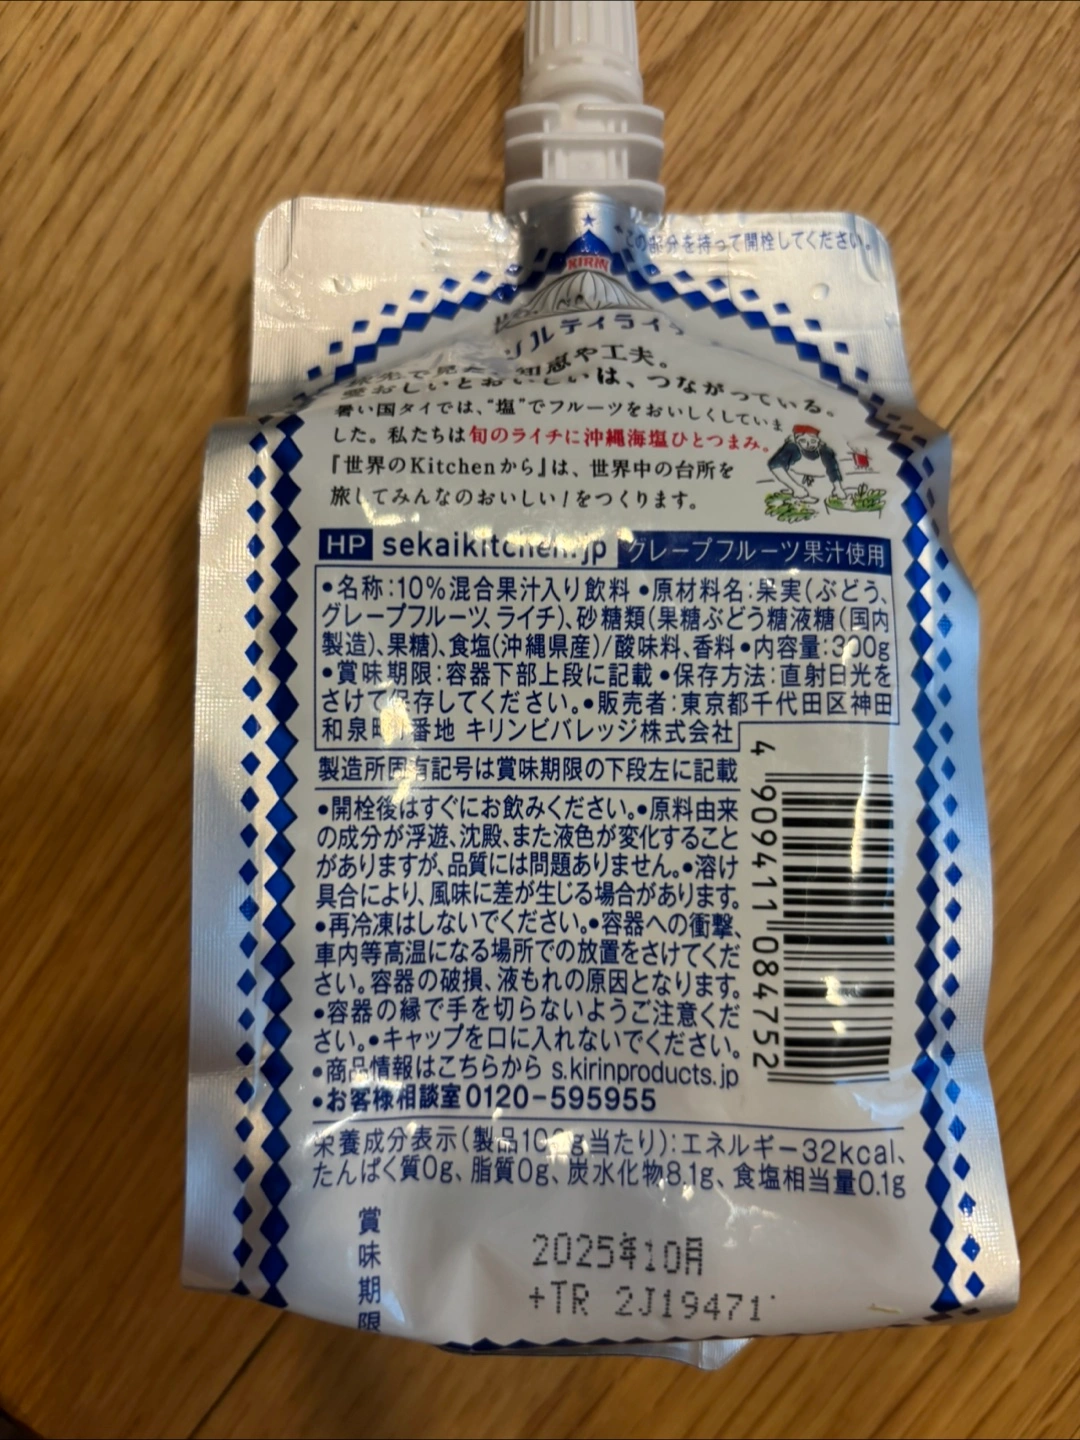 この部分を持って開栓してください。
KIRIN
ソルティライチ
旅先で見た 知恵や工夫。
愛おしいとおいしいは、つながっている。
暑い国タイでは、“塩”でフルーツをおいしくしていま
した。私たちは旬のライチに沖縄海塩ひとつまみ。
『世界のKitchenから』は、世界中の台所を
旅してみんなのおいしい!をつくります。
HP sekaikitchen.jp グレープフルーツ果汁使用
•名称:10%混合果汁入り飲料 •原材料名:果実(ぶどう、
グレープフルーツ、ライチ)、砂糖類(果糖ぶどう糖液糖(国内
製造)、果糖)、食塩(沖縄県産)/酸味料、香料 •内容量:300g
•賞味期限:容器下部上段に記載 •保存方法:直射日光を
さけて保存してください。•販売者:東京都千代田区神田
和泉町1番地 キリンビバレッジ株式会社
製造所固有記号は賞味期限の下段左に記載
•開栓後はすぐにお飲みください。•原料由来
の成分が浮遊、沈殿、また液色が変化すること
がありますが、品質には問題ありません。•溶け
具合により、風味に差が生じる場合があります。
•再冷凍はしないでください。•容器への衝撃、
車内等高温になる場所での放置をさけてくだ
さい。容器の破損、液もれの原因となります。
•容器の縁で手を切らないようご注意くだ
さい。•キャップを口に入れないでください。
•商品情報はこちらから s.kirinproducts.jp
•お客様相談室0120-595955
4 909411 084752
栄養成分表示(製品100g当たり):エネルギー32kcal、
たんぱく質0g、脂質0g、炭水化物8.1g、食塩相当量0.1g
賞味期限
2025年10月
+TR 2J19471